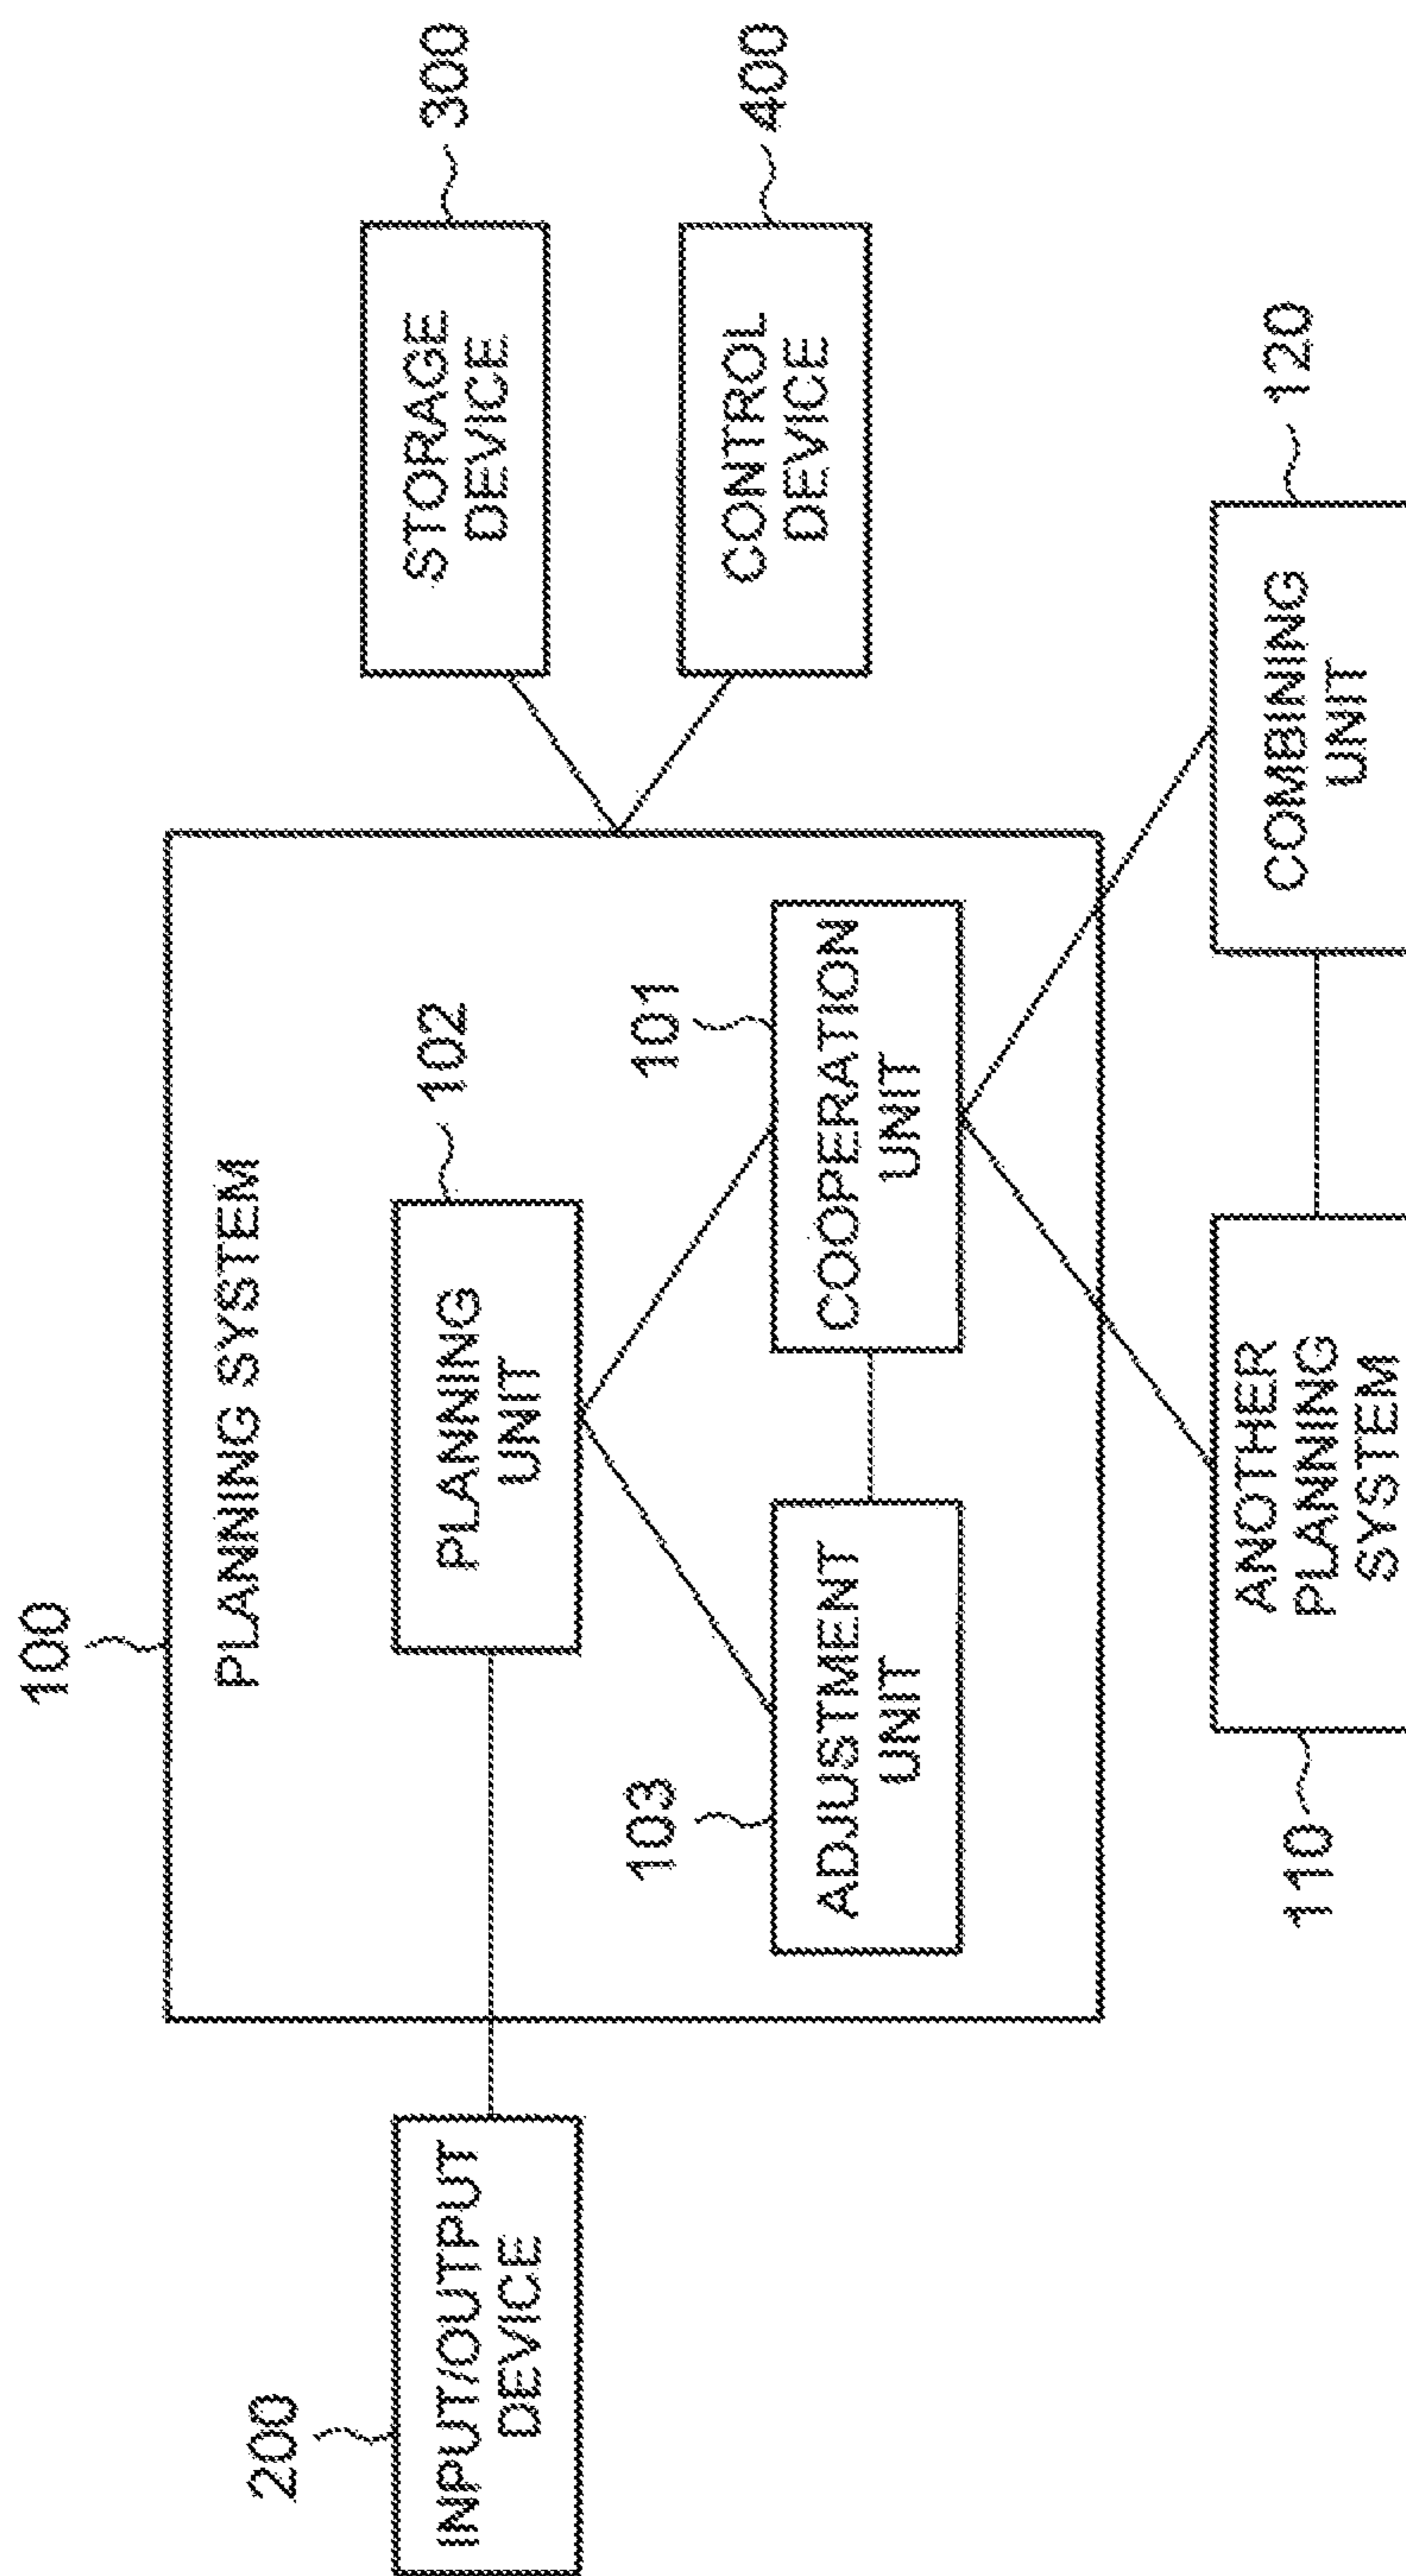 100
PLANNING SYSTEM
200
INPUT/OUTPUT
DEVICE
102
PLANNING
UNIT
300
STORAGE
DEVICE
103
ADJUSTMENT
UNIT
101
COOPERATION
UNIT
400
CONTROL
DEVICE
110
ANOTHER
PLANNING
SYSTEM
120
COMBINING
UNIT